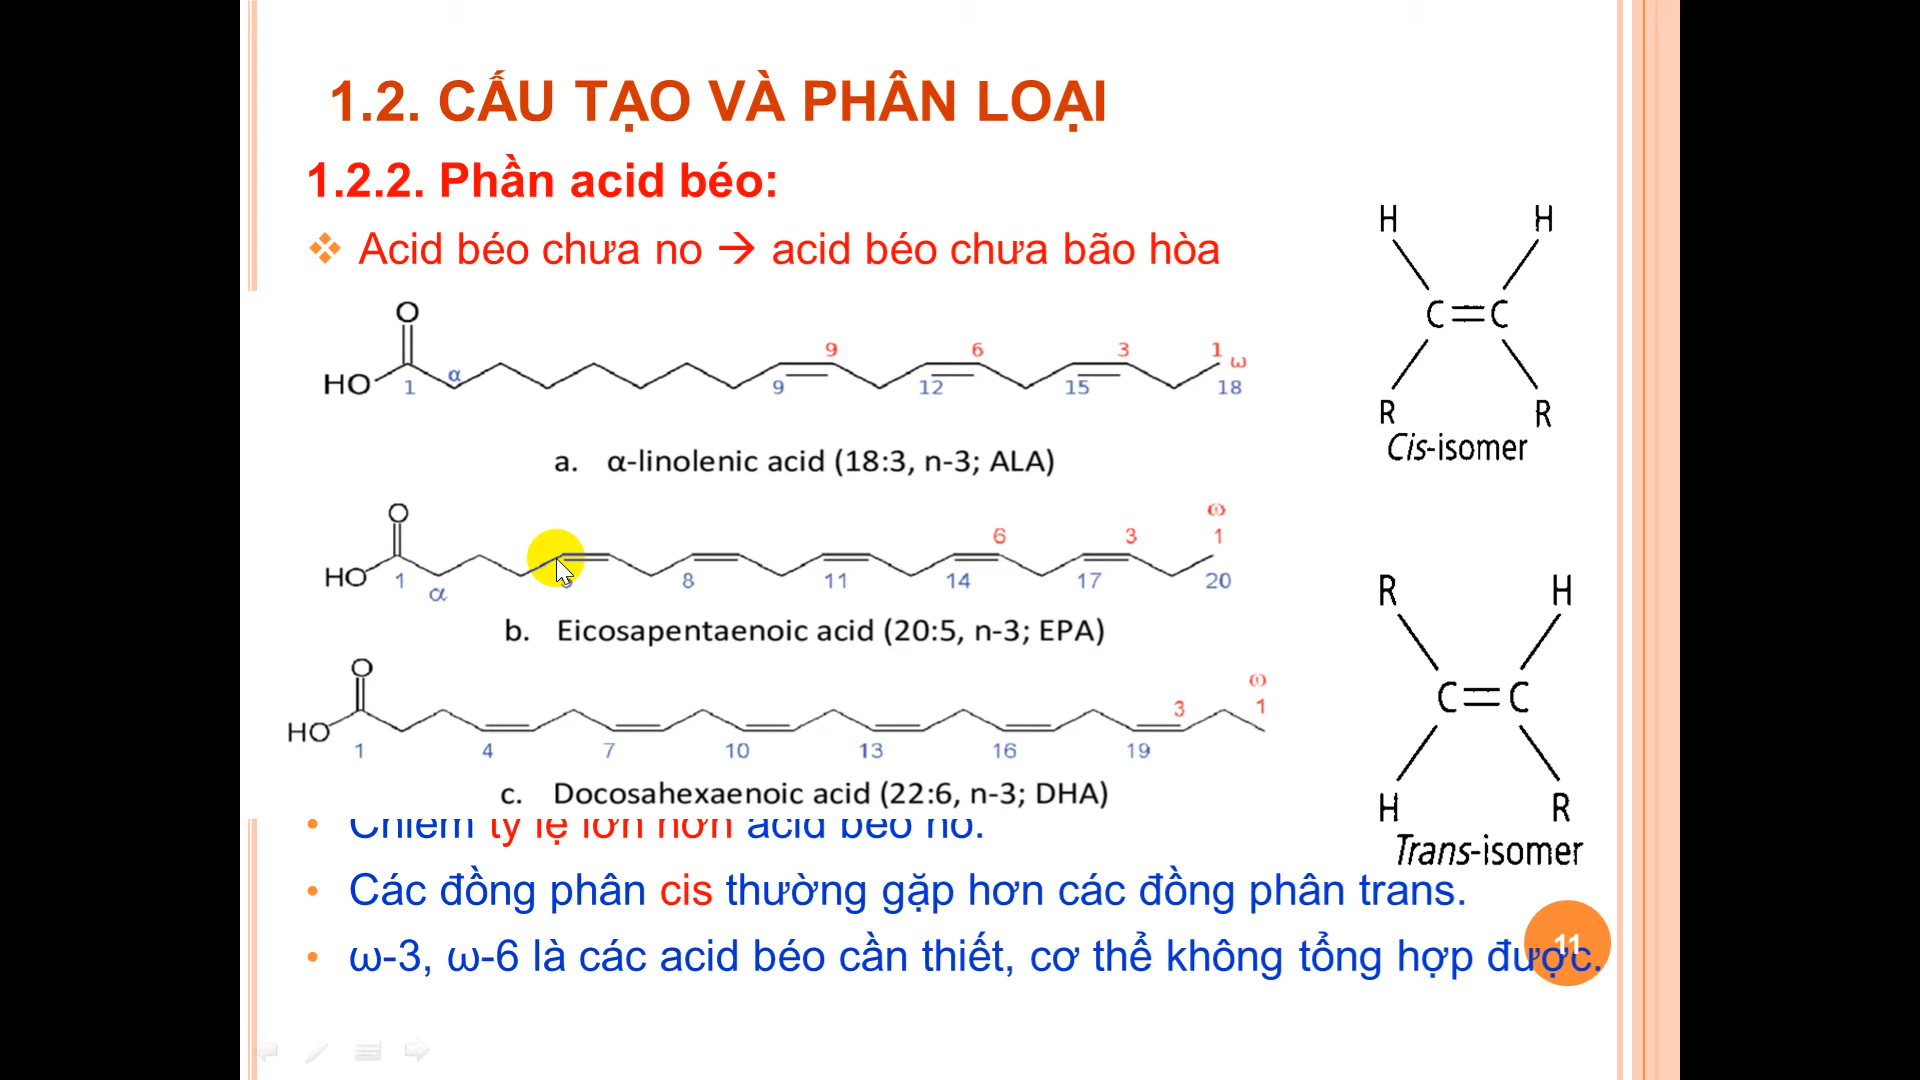 1.2. CẤU TẠO VÀ PHÂN LOẠI
1.2.2. Phần acid béo:
❖ Acid béo chưa no → acid béo chưa bão hòa
O
HO 1 α 9 12 15 18
9 6 3 1 ω
a. α-linolenic acid (18:3, n-3; ALA)
O
HO 1 α 8 11 14 17 20
6 3 1 ω
b. Eicosapentaenoic acid (20:5, n-3; EPA)
O
HO 1 4 7 10 13 16 19
3 1 ω
c. Docosahexaenoic acid (22:6, n-3; DHA)
H H
C=C
R R
Cis-isomer
R H
C=C
H R
Trans-isomer
• Chiếm tỷ lệ lớn hơn acid béo no.
• Các đồng phân cis thường gặp hơn các đồng phân trans.
• ω-3, ω-6 là các acid béo cần thiết, cơ thể không tổng hợp được.
11